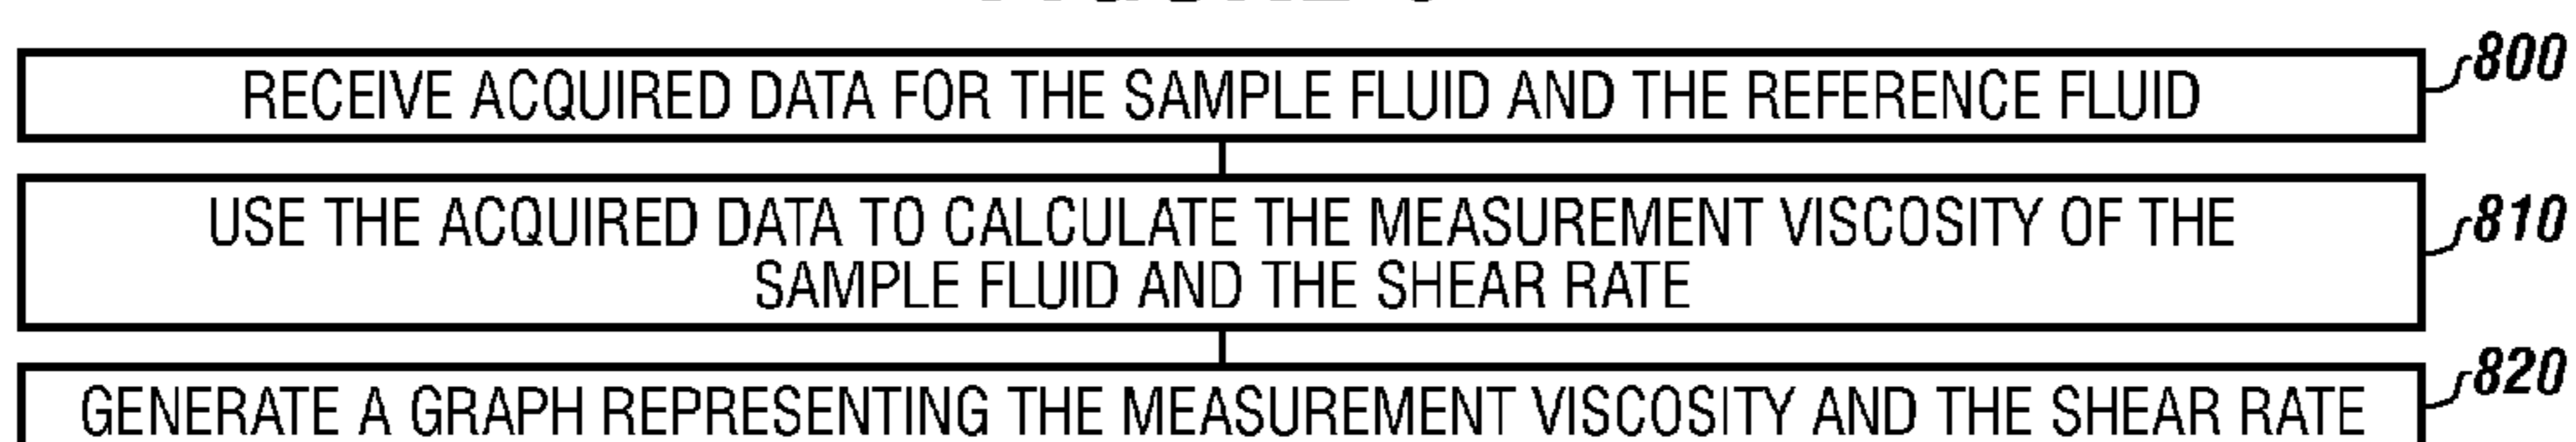 RECEIVE ACQUIRED DATA FOR THE SAMPLE FLUID AND THE REFERENCE FLUID
800
USE THE ACQUIRED DATA TO CALCULATE THE MEASUREMENT VISCOSITY OF THE
SAMPLE FLUID AND THE SHEAR RATE
810
GENERATE A GRAPH REPRESENTING THE MEASUREMENT VISCOSITY AND THE SHEAR RATE
820